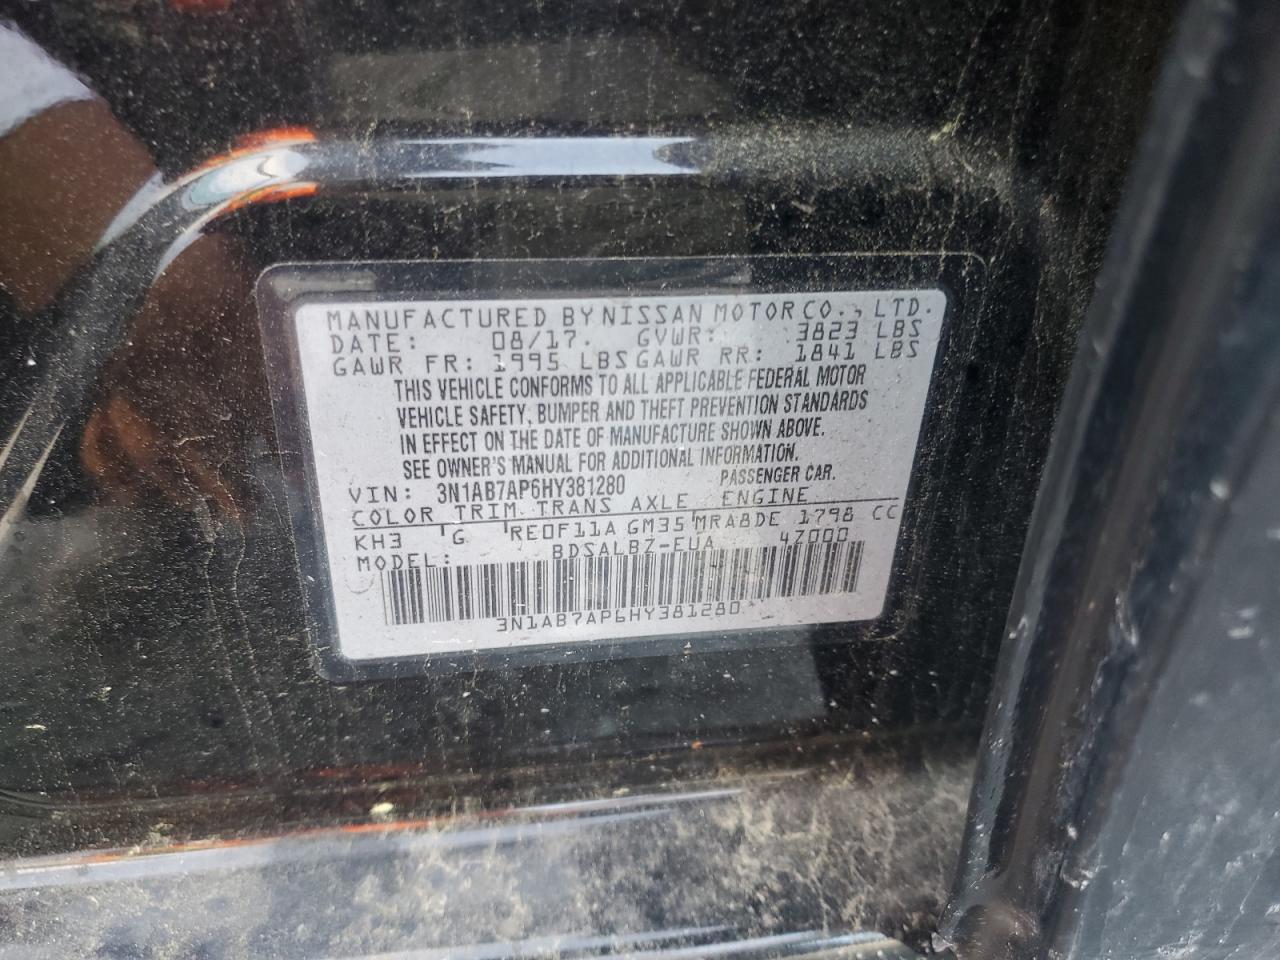 MANUFACTURED BY NISSAN MOTOR CO., LTD.
DATE: 08/17. GVWR: 3823 LBS
GAWR FR: 1995 LBS GAWR RR: 1841 LBS
THIS VEHICLE CONFORMS TO ALL APPLICABLE FEDERAL MOTOR
VEHICLE SAFETY, BUMPER AND THEFT PREVENTION STANDARDS
IN EFFECT ON THE DATE OF MANUFACTURE SHOWN ABOVE.
SEE OWNER'S MANUAL FOR ADDITIONAL INFORMATION.
VIN: 3N1AB7AP6HY381280 PASSENGER CAR.
COLOR TRIM TRANS AXLE ENGINE
KH3 G RE0F11A GM35 MRA8DE 1798 CC
MODEL: BDSALBZ-EUA 47000
3N1AB7AP6HY381280